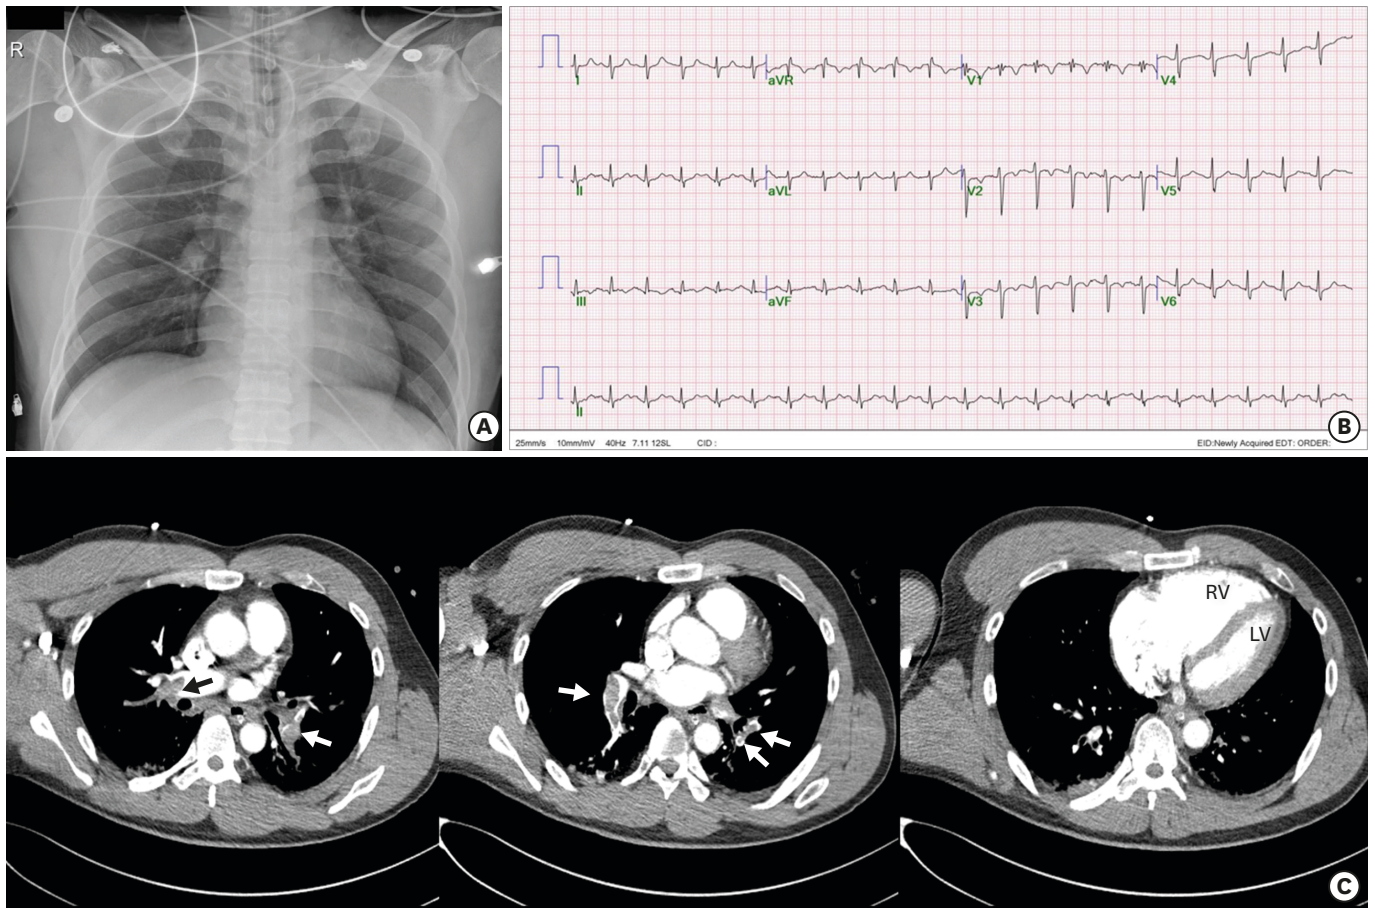 R
A
I
aVR
V1
V4
II
aVL
V2
V5
III
aVF
V3
V6
II
25mm/s 10mm/mV 40Hz 7.11 12SL CID :
EID:Newly Acquired EDT: ORDER:
B
RV
LV
C